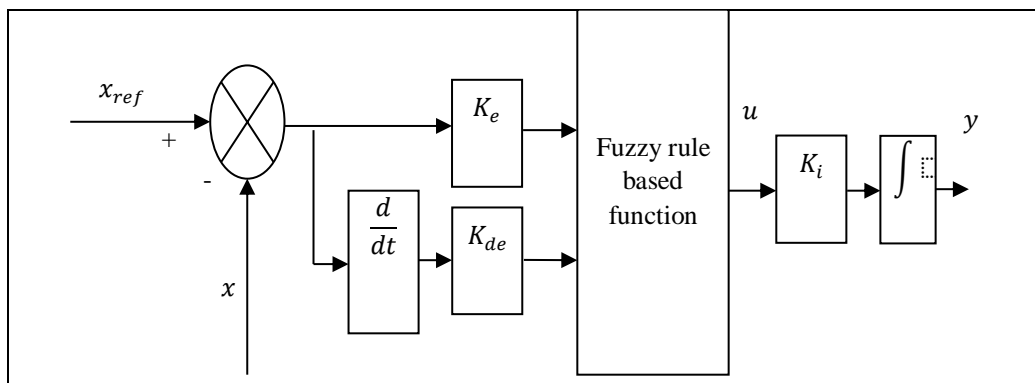 x_ref
+
-
x
d/dt
K_e
K_de
Fuzzy rule
based
function
u
K_i
∫
y